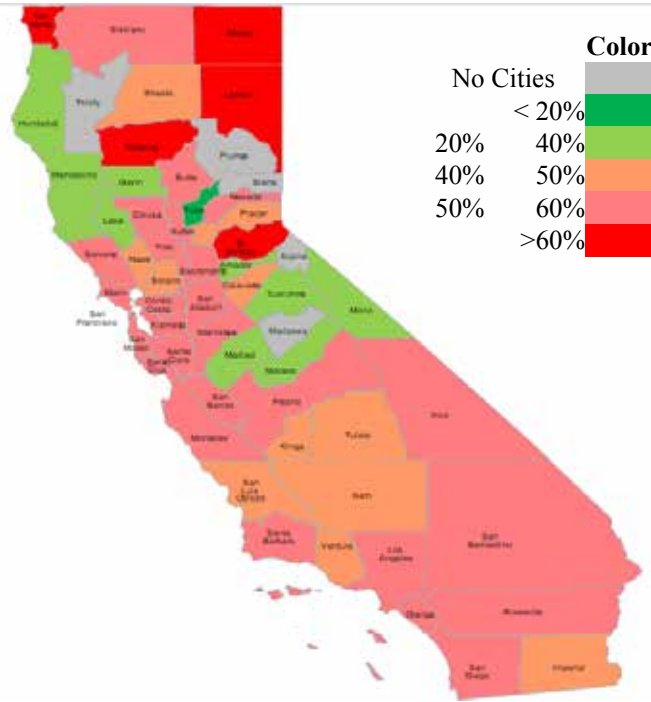 Color
No Cities
< 20%
20% 40%
40% 50%
50% 60%
>60%
Siskiyou
Modoc
Trinity
Shasta
Lassen
Humboldt
Plumas
Mendocino
Glenn
Butte
Sierra
Lake
Colusa
Yuba
Nevada
Placer
Sutter
Yolo
El
Sonoma
Napa
Sacramento
Amador
Alpine
Solano
Calaveras
Marin
Contra
Costa
San
Joaquin
Tuolumne
Mono
San
Francisco
Alameda
Stanislaus
Mariposa
San
Mateo
Santa
Clara
Merced
Madera
Santa
Cruz
San
Benito
Fresno
Inyo
Monterey
Kings
Tulare
San
Luis
Obispo
Kern
Santa
Barbara
Ventura
Los
Angeles
San
Bernardino
Orange
Riverside
San
Diego
Imperial